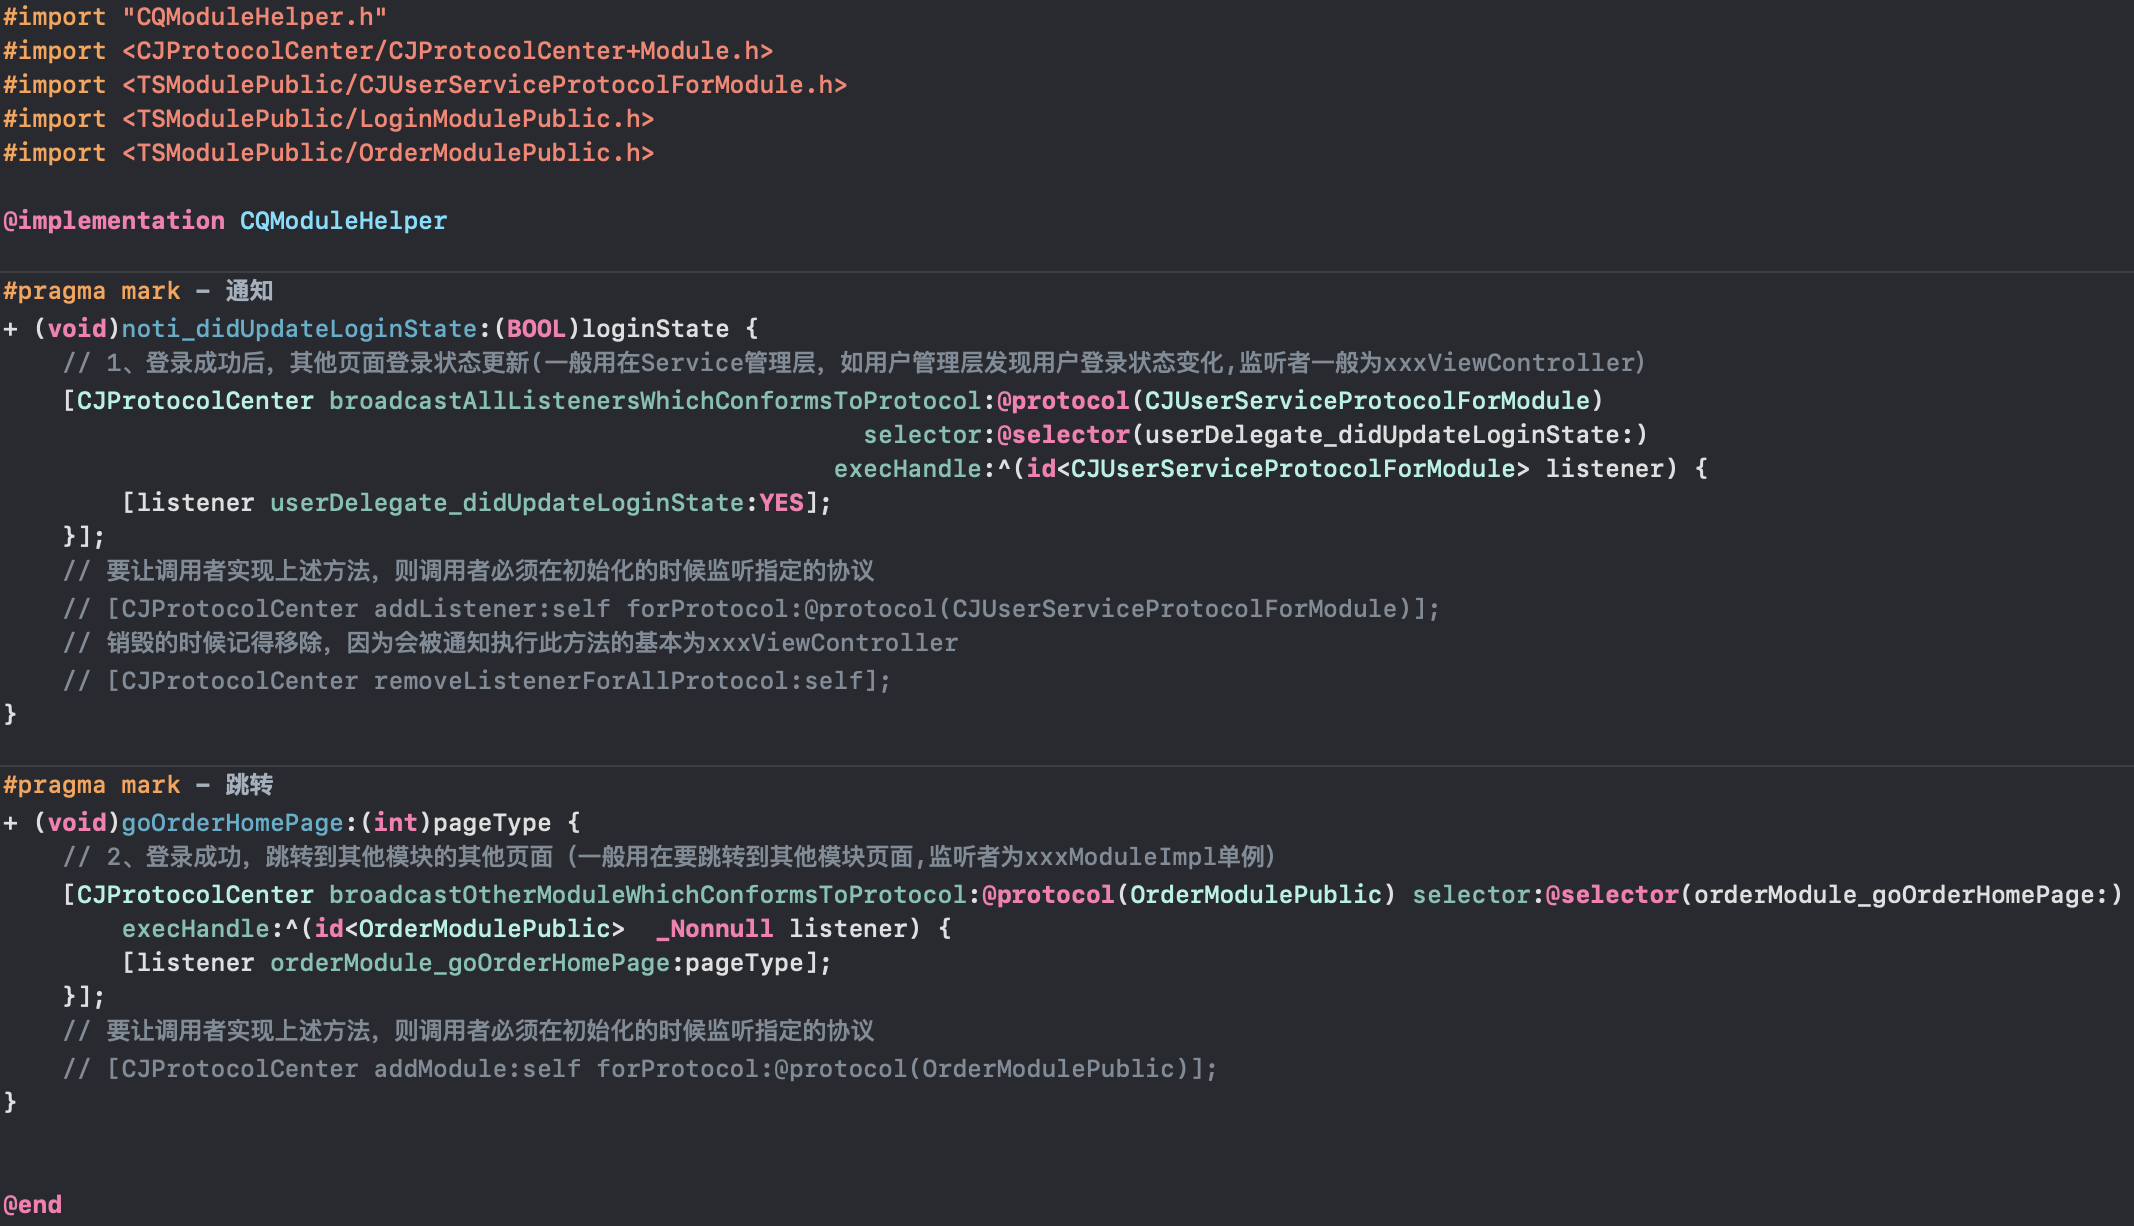 #import "CQModuleHelper.h"
#import <CJProtocolCenter/CJProtocolCenter+Module.h>
#import <TSModulePublic/CJUserServiceProtocolForModule.h>
#import <TSModulePublic/LoginModulePublic.h>
#import <TSModulePublic/OrderModulePublic.h>
@implementation CQModuleHelper
#pragma mark - 通知
+ (void)noti_didUpdateLoginState:(BOOL)loginState {
// 1、登录成功后，其他页面登录状态更新(一般用在Service管理层，如用户管理层发现用户登录状态变化,监听者一般为xxxViewController)
[CJProtocolCenter broadcastAllListenersWhichConformsToProtocol:@protocol(CJUserServiceProtocolForModule)
selector:@selector(userDelegate_didUpdateLoginState:)
execHandle:^(id<CJUserServiceProtocolForModule> listener) {
[listener userDelegate_didUpdateLoginState:YES];
}];
// 要让调用者实现上述方法，则调用者必须在初始化的时候监听指定的协议
// [CJProtocolCenter addListener:self forProtocol:@protocol(CJUserServiceProtocolForModule)];
// 销毁的时候记得移除，因为会被通知执行此方法的基本为xxxViewController
// [CJProtocolCenter removeListenerForAllProtocol:self];
}
#pragma mark - 跳转
+ (void)goOrderHomePage:(int)pageType {
// 2、登录成功，跳转到其他模块的其他页面（一般用在要跳转到其他模块页面,监听者为xxxModuleImpl单例）
[CJProtocolCenter broadcastOtherModuleWhichConformsToProtocol:@protocol(OrderModulePublic) selector:@selector(orderModule_goOrderHomePage:)
execHandle:^(id<OrderModulePublic>  _Nonnull listener) {
[listener orderModule_goOrderHomePage:pageType];
}];
// 要让调用者实现上述方法，则调用者必须在初始化的时候监听指定的协议
// [CJProtocolCenter addModule:self forProtocol:@protocol(OrderModulePublic)];
}
@end